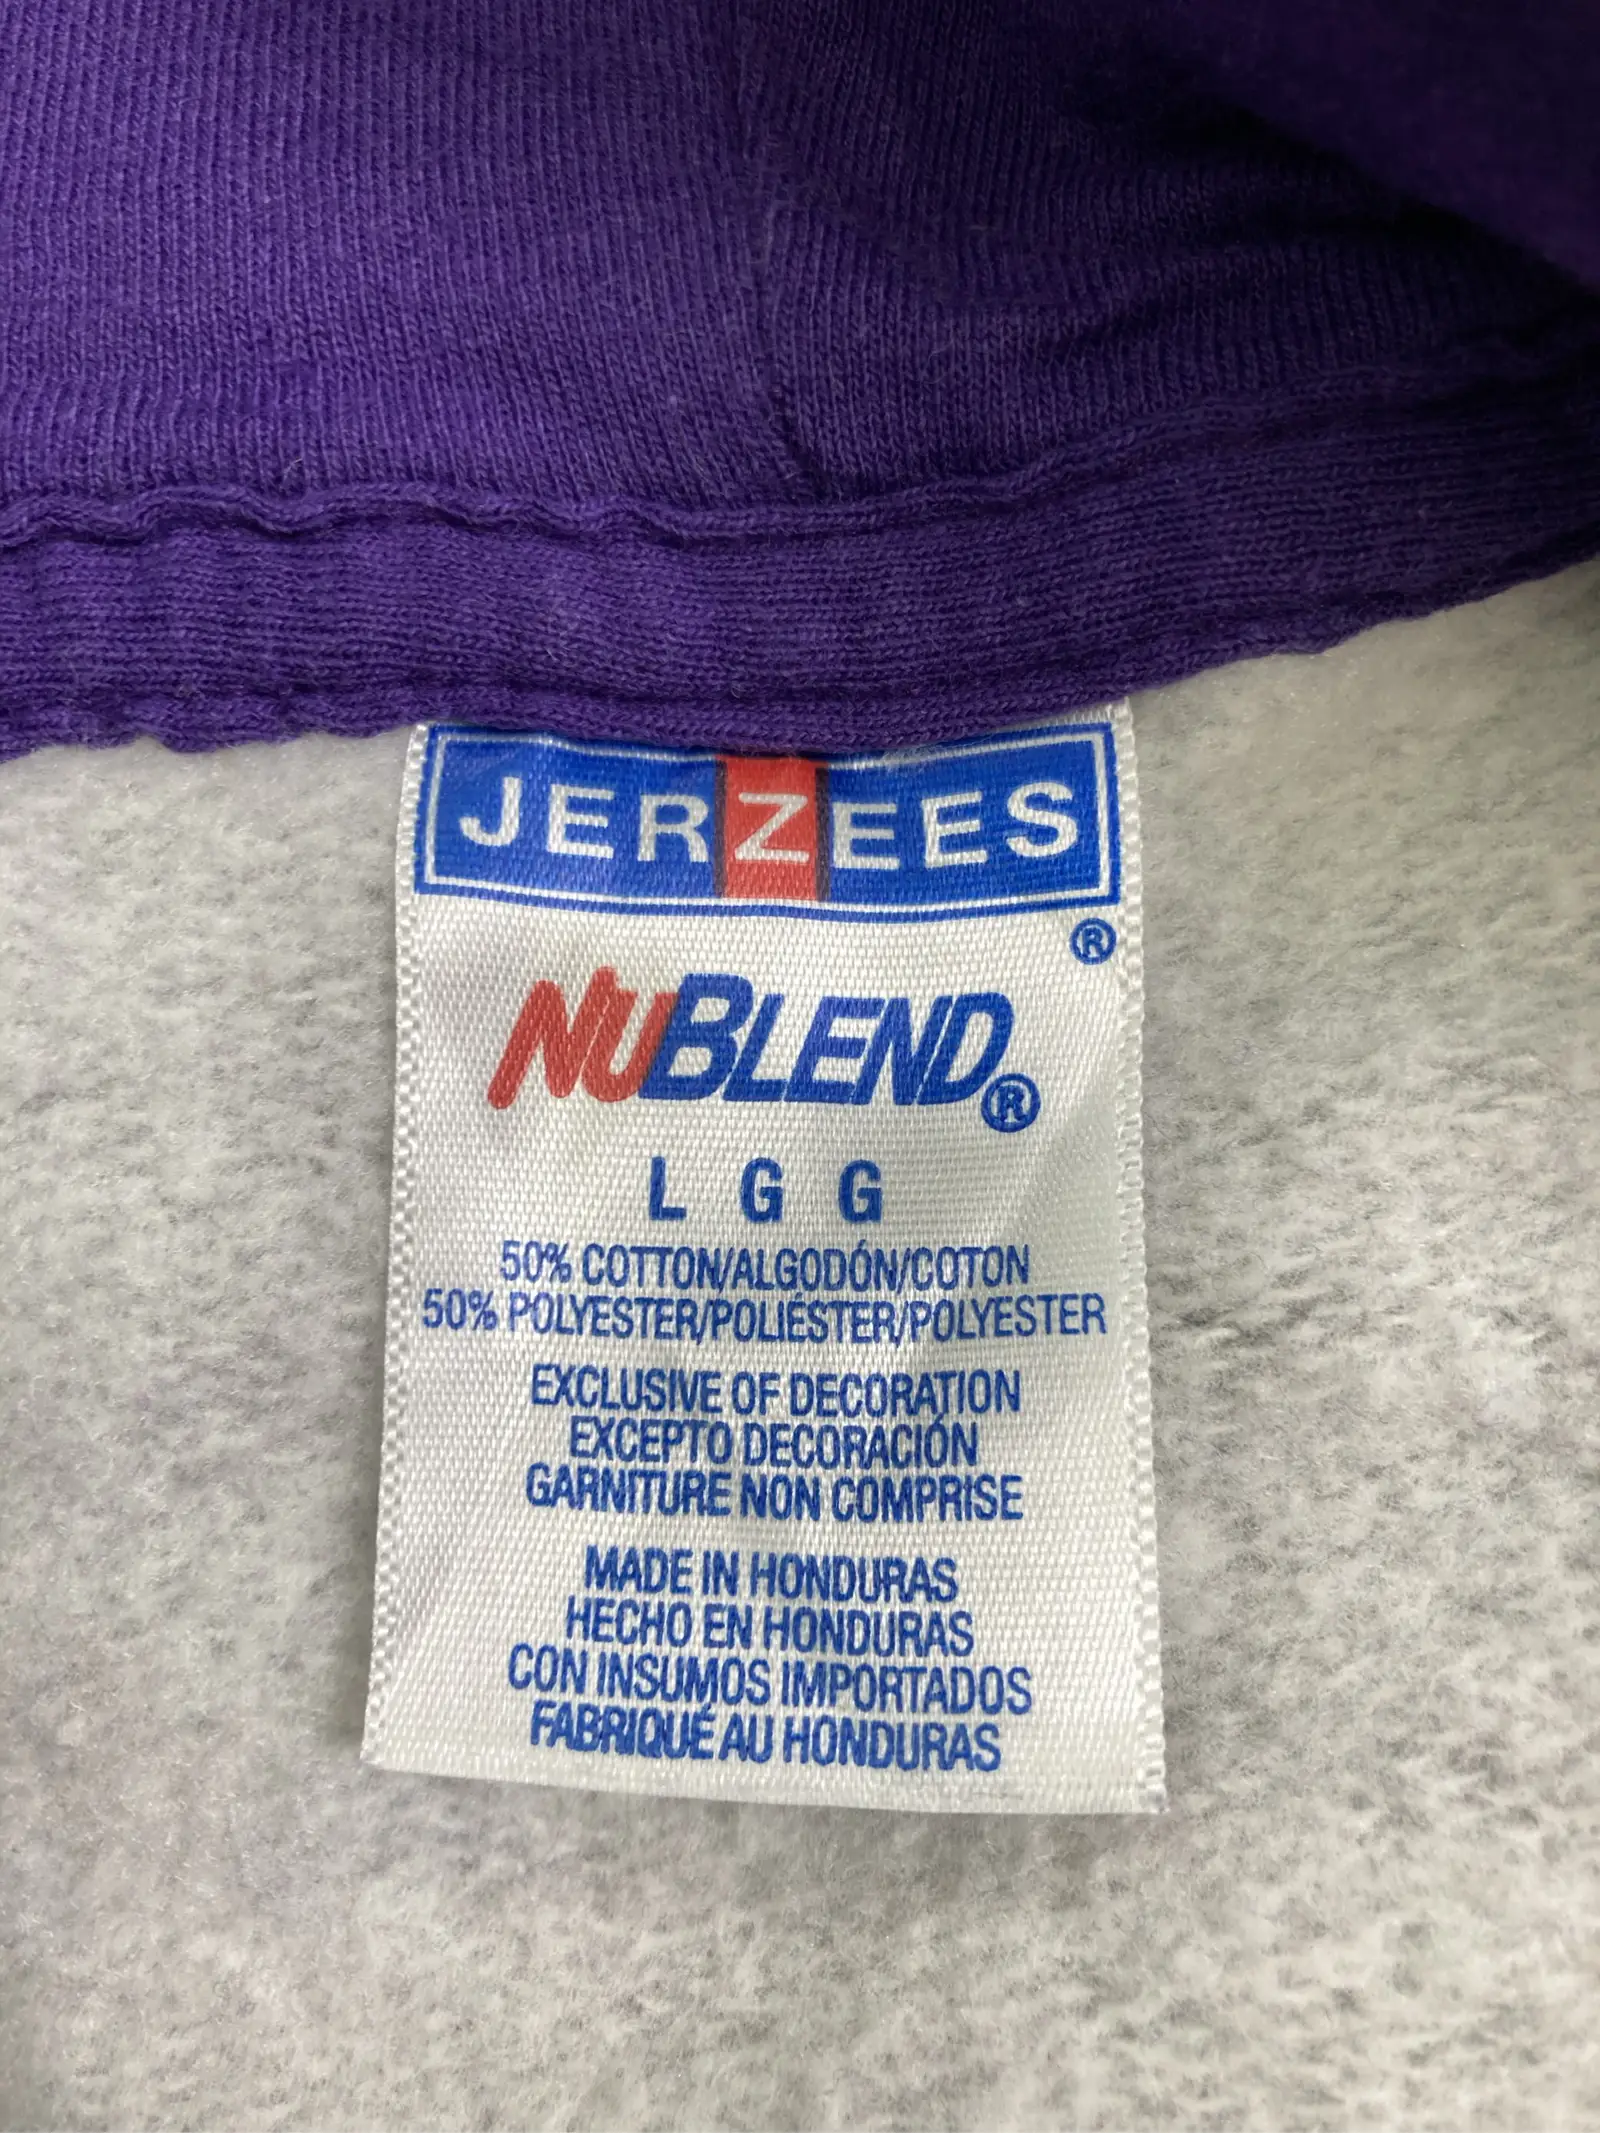 JERZEES
®
NUBLEND®
L G G
50% COTTON/ALGODÓN/COTON
50% POLYESTER/POLIÉSTER/POLYESTER
EXCLUSIVE OF DECORATION
EXCEPTO DECORACIÓN
GARNITURE NON COMPRISE
MADE IN HONDURAS
HECHO EN HONDURAS
CON INSUMOS IMPORTADOS
FABRIQUÉ AU HONDURAS